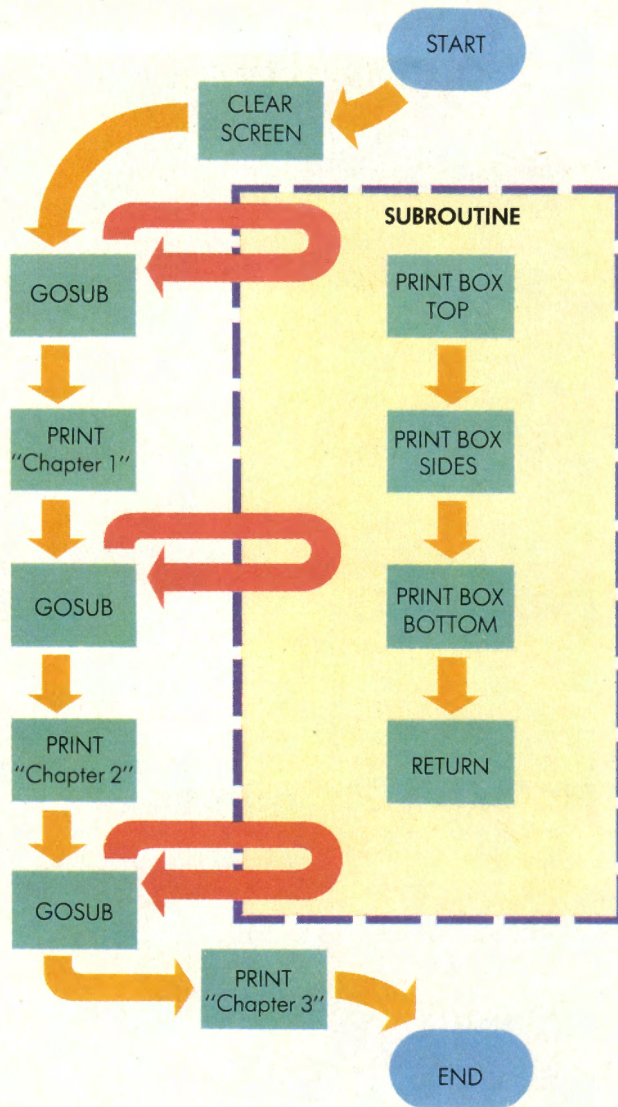 START
CLEAR
SCREEN
SUBROUTINE
GOSUB
PRINT BOX
TOP
PRINT
"Chapter 1"
PRINT BOX
SIDES
GOSUB
PRINT BOX
BOTTOM
PRINT
"Chapter 2"
RETURN
GOSUB
PRINT
"Chapter 3"
END